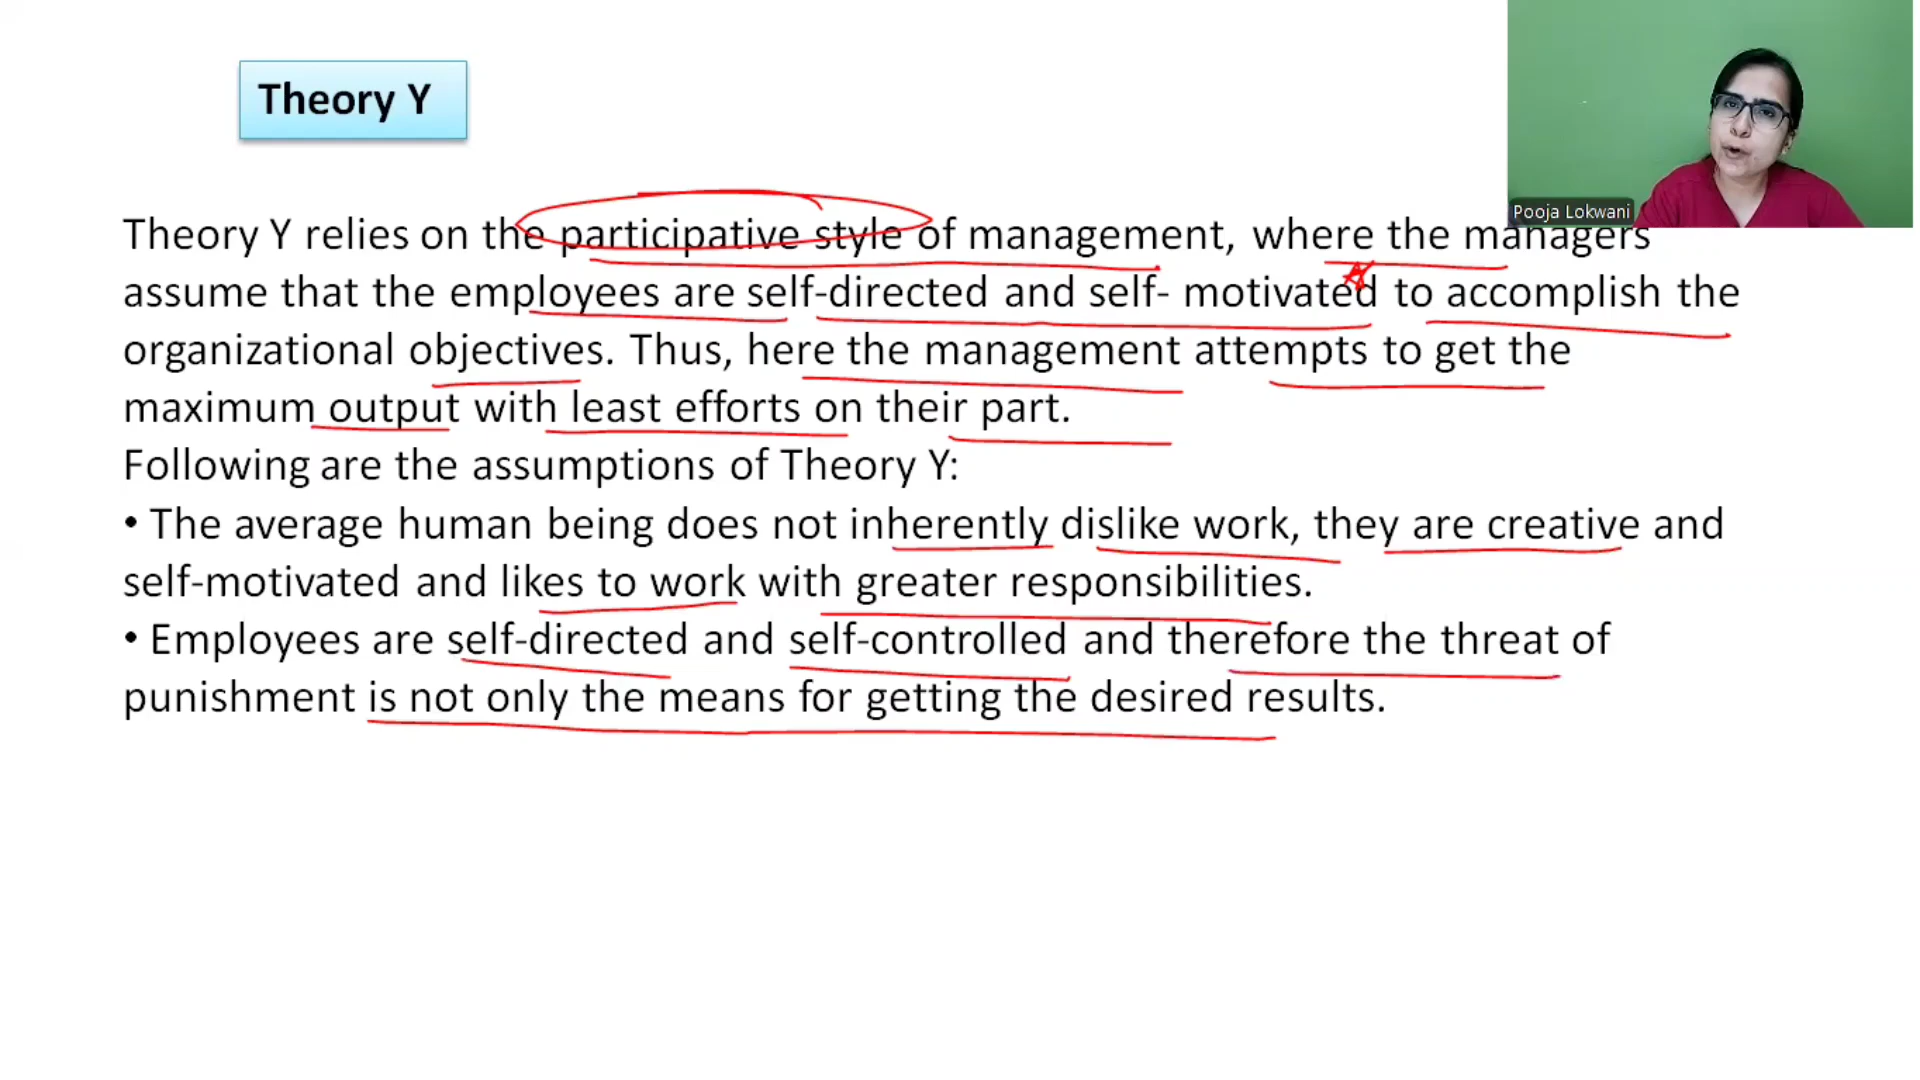 Theory Y
Pooja Lokwani
Theory Y relies on the participative style of management, where the managers
assume that the employees are self-directed and self- motivated to accomplish the
organizational objectives. Thus, here the management attempts to get the
maximum output with least efforts on their part.
Following are the assumptions of Theory Y:
• The average human being does not inherently dislike work, they are creative and
self-motivated and likes to work with greater responsibilities.
• Employees are self-directed and self-controlled and therefore the threat of
punishment is not only the means for getting the desired results.